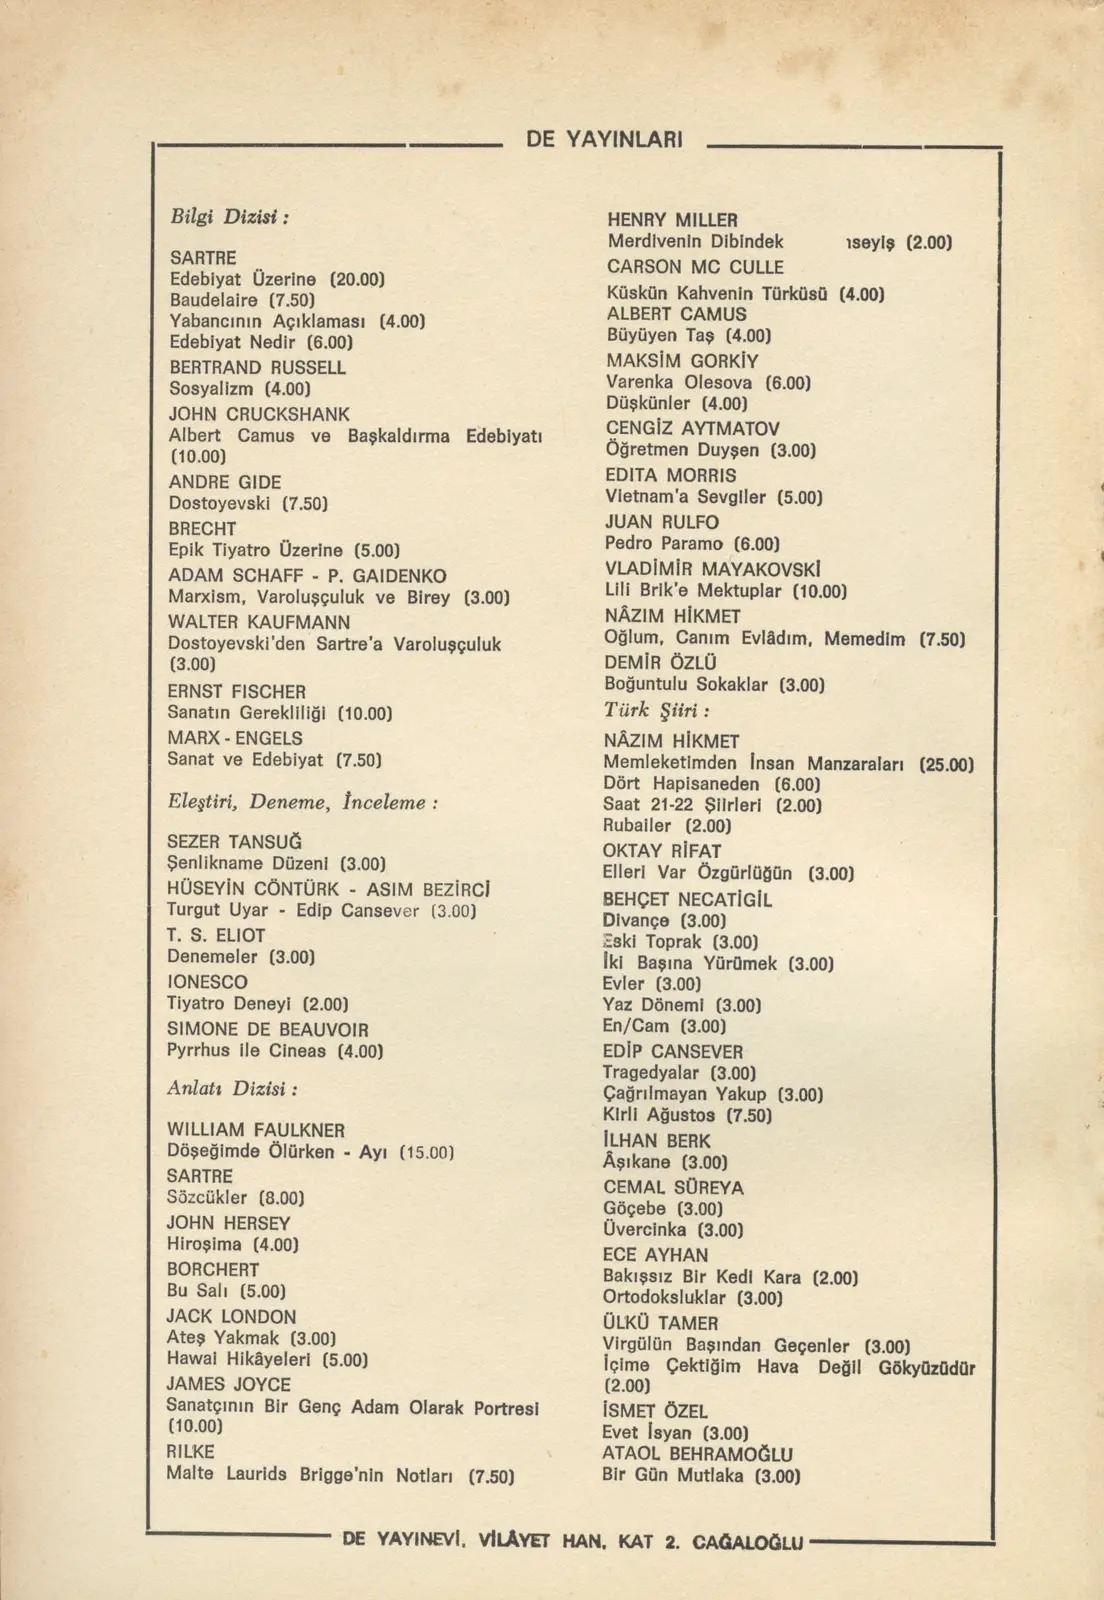 DE YAYINLARI
Bilgi Dizisi :
SARTRE
Edebiyat Üzerine (20.00)
Baudelaire (7.50)
Yabancının Açıklaması (4.00)
Edebiyat Nedir (6.00)
BERTRAND RUSSELL
Sosyalizm (4.00)
JOHN CRUCKSHANK
Albert Camus ve Başkaldırma Edebiyatı
(10.00)
ANDRE GIDE
Dostoyevski (7.50)
BRECHT
Epik Tiyatro Üzerine (5.00)
ADAM SCHAFF - P. GAIDENKO
Marxism, Varoluşçuluk ve Birey (3.00)
WALTER KAUFMANN
Dostoyevski'den Sartre'a Varoluşçuluk
(3.00)
ERNST FISCHER
Sanatın Gerekliliği (10.00)
MARX - ENGELS
Sanat ve Edebiyat (7.50)
Eleştiri, Deneme, İnceleme :
SEZER TANSUĞ
Şenlikname Düzeni (3.00)
HÜSEYİN CÖNTÜRK - ASIM BEZİRCİ
Turgut Uyar - Edip Cansever (3.00)
T. S. ELIOT
Denemeler (3.00)
IONESCO
Tiyatro Deneyi (2.00)
SIMONE DE BEAUVOIR
Pyrrhus ile Cineas (4.00)
Anlatı Dizisi :
WILLIAM FAULKNER
Döşeğimde Ölürken - Ayı (15.00)
SARTRE
Sözcükler (8.00)
JOHN HERSEY
Hiroşima (4.00)
BORCHERT
Bu Salı (5.00)
JACK LONDON
Ateş Yakmak (3.00)
Hawai Hikâyeleri (5.00)
JAMES JOYCE
Sanatçının Bir Genç Adam Olarak Portresi
(10.00)
RILKE
Malte Laurids Brigge'nin Notları (7.50)
HENRY MILLER
Merdivenin Dibindek ıseyiş (2.00)
CARSON MC CULLE
Küskün Kahvenin Türküsü (4.00)
ALBERT CAMUS
Büyüyen Taş (4.00)
MAKSİM GORKİY
Varenka Olesova (6.00)
Düşkünler (4.00)
CENGİZ AYTMATOV
Öğretmen Duyşen (3.00)
EDITA MORRIS
Vietnam'a Sevgiler (5.00)
JUAN RULFO
Pedro Paramo (6.00)
VLADİMİR MAYAKOVSKİ
Lili Brik'e Mektuplar (10.00)
NÂZIM HİKMET
Oğlum, Canım Evlâdım, Memedim (7.50)
DEMİR ÖZLÜ
Boğuntulu Sokaklar (3.00)
Türk Şiiri :
NÂZIM HİKMET
Memleketimden İnsan Manzaraları (25.00)
Dört Hapisaneden (6.00)
Saat 21-22 Şiirleri (2.00)
Rubailer (2.00)
OKTAY RİFAT
Elleri Var Özgürlüğün (3.00)
BEHÇET NECATİGİL
Divançe (3.00)
Eski Toprak (3.00)
İki Başına Yürümek (3.00)
Evler (3.00)
Yaz Dönemi (3.00)
En/Cam (3.00)
EDİP CANSEVER
Tragedyalar (3.00)
Çağrılmayan Yakup (3.00)
Kirli Ağustos (7.50)
İLHAN BERK
Âşıkane (3.00)
CEMAL SÜREYA
Göçebe (3.00)
Üvercinka (3.00)
ECE AYHAN
Bakışsız Bir Kedi Kara (2.00)
Ortodoksluklar (3.00)
ÜLKÜ TAMER
Virgülün Başından Geçenler (3.00)
İçime Çektiğim Hava Değil Gökyüzüdür
(2.00)
İSMET ÖZEL
Evet İsyan (3.00)
ATAOL BEHRAMOĞLU
Bir Gün Mutlaka (3.00)
DE YAYINEVİ, VİLÂYET HAN, KAT 2. CAĞALOĞLU